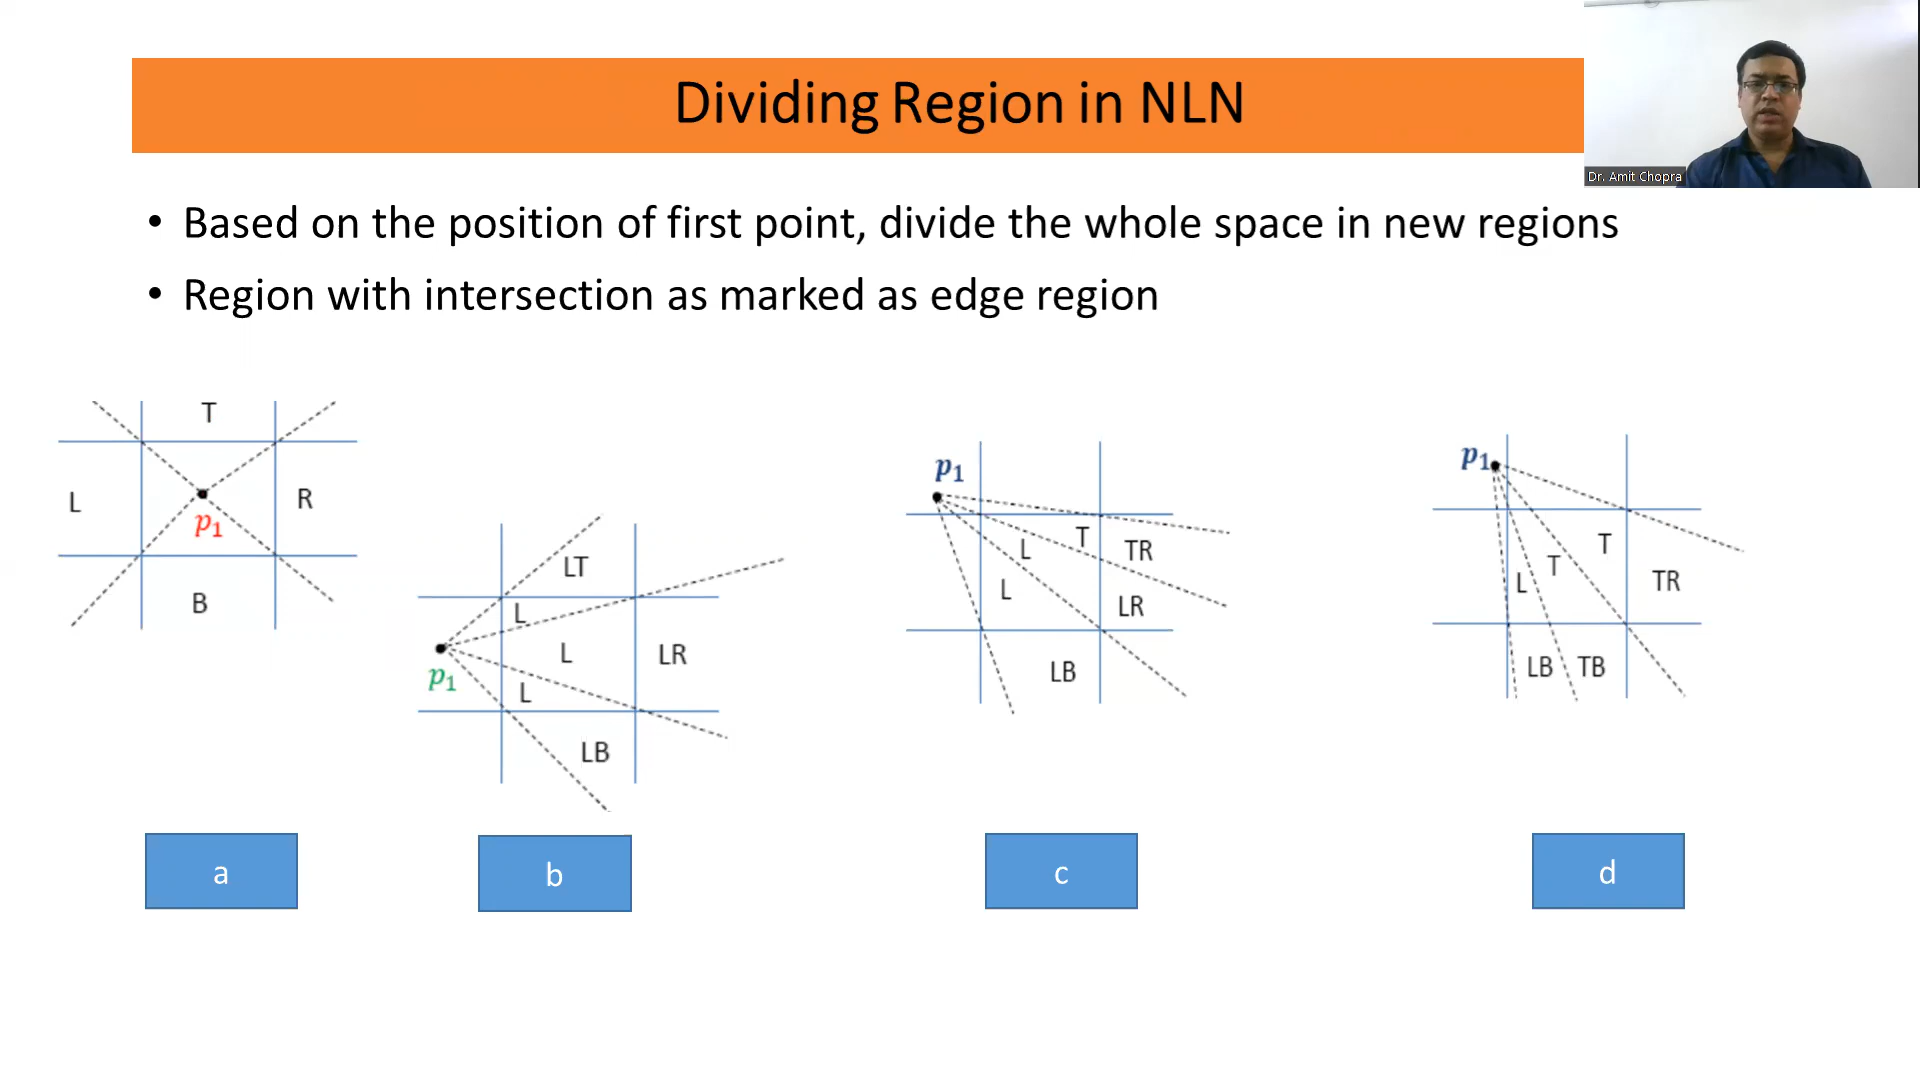 Dividing Region in NLN
Dr. Amit Chopra
• Based on the position of first point, divide the whole space in new regions
• Region with intersection as marked as edge region
T
L
R
p1
B
LT
L
L
LR
p1
L
LB
p1
T
L
TR
L
LR
LB
p1
T
T
L
TR
LB
TB
a
b
c
d